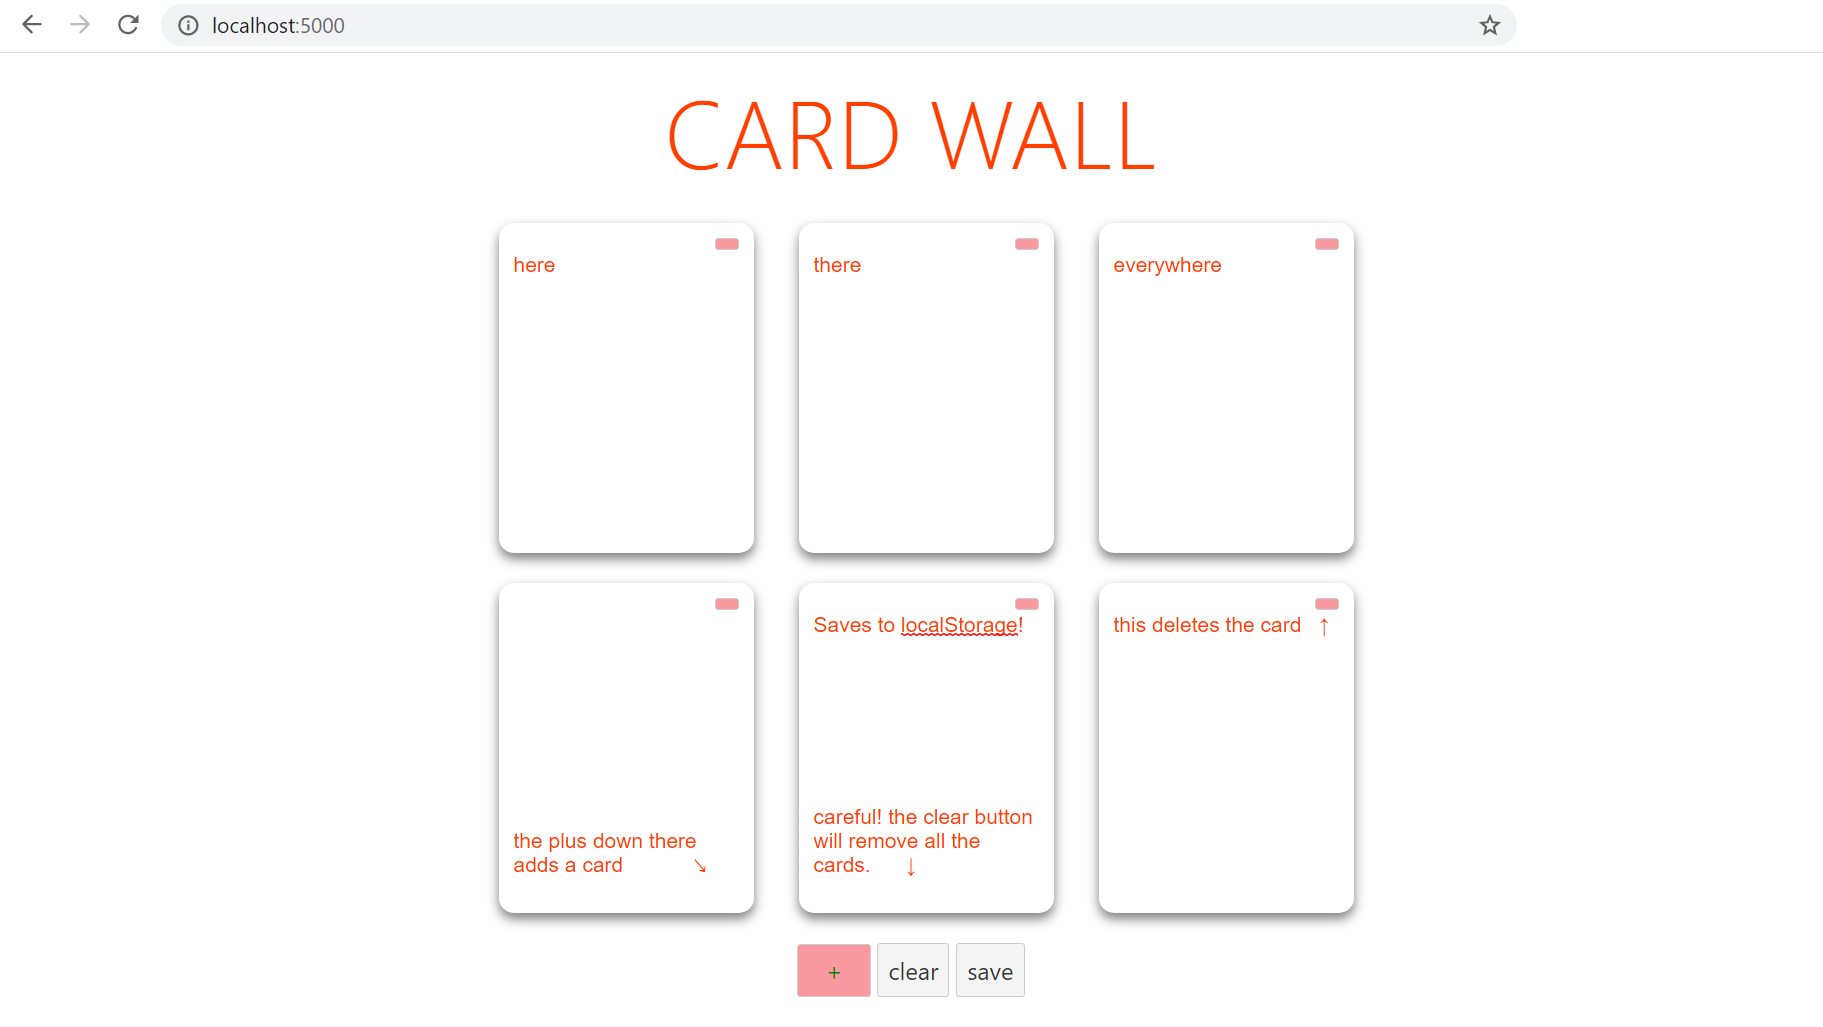 localhost:5000
CARD WALL
here
there
everywhere
the plus down there
adds a card ↘
Saves to localStorage!
careful! the clear button
will remove all the
cards. ↓
this deletes the card ↑
+ clear save